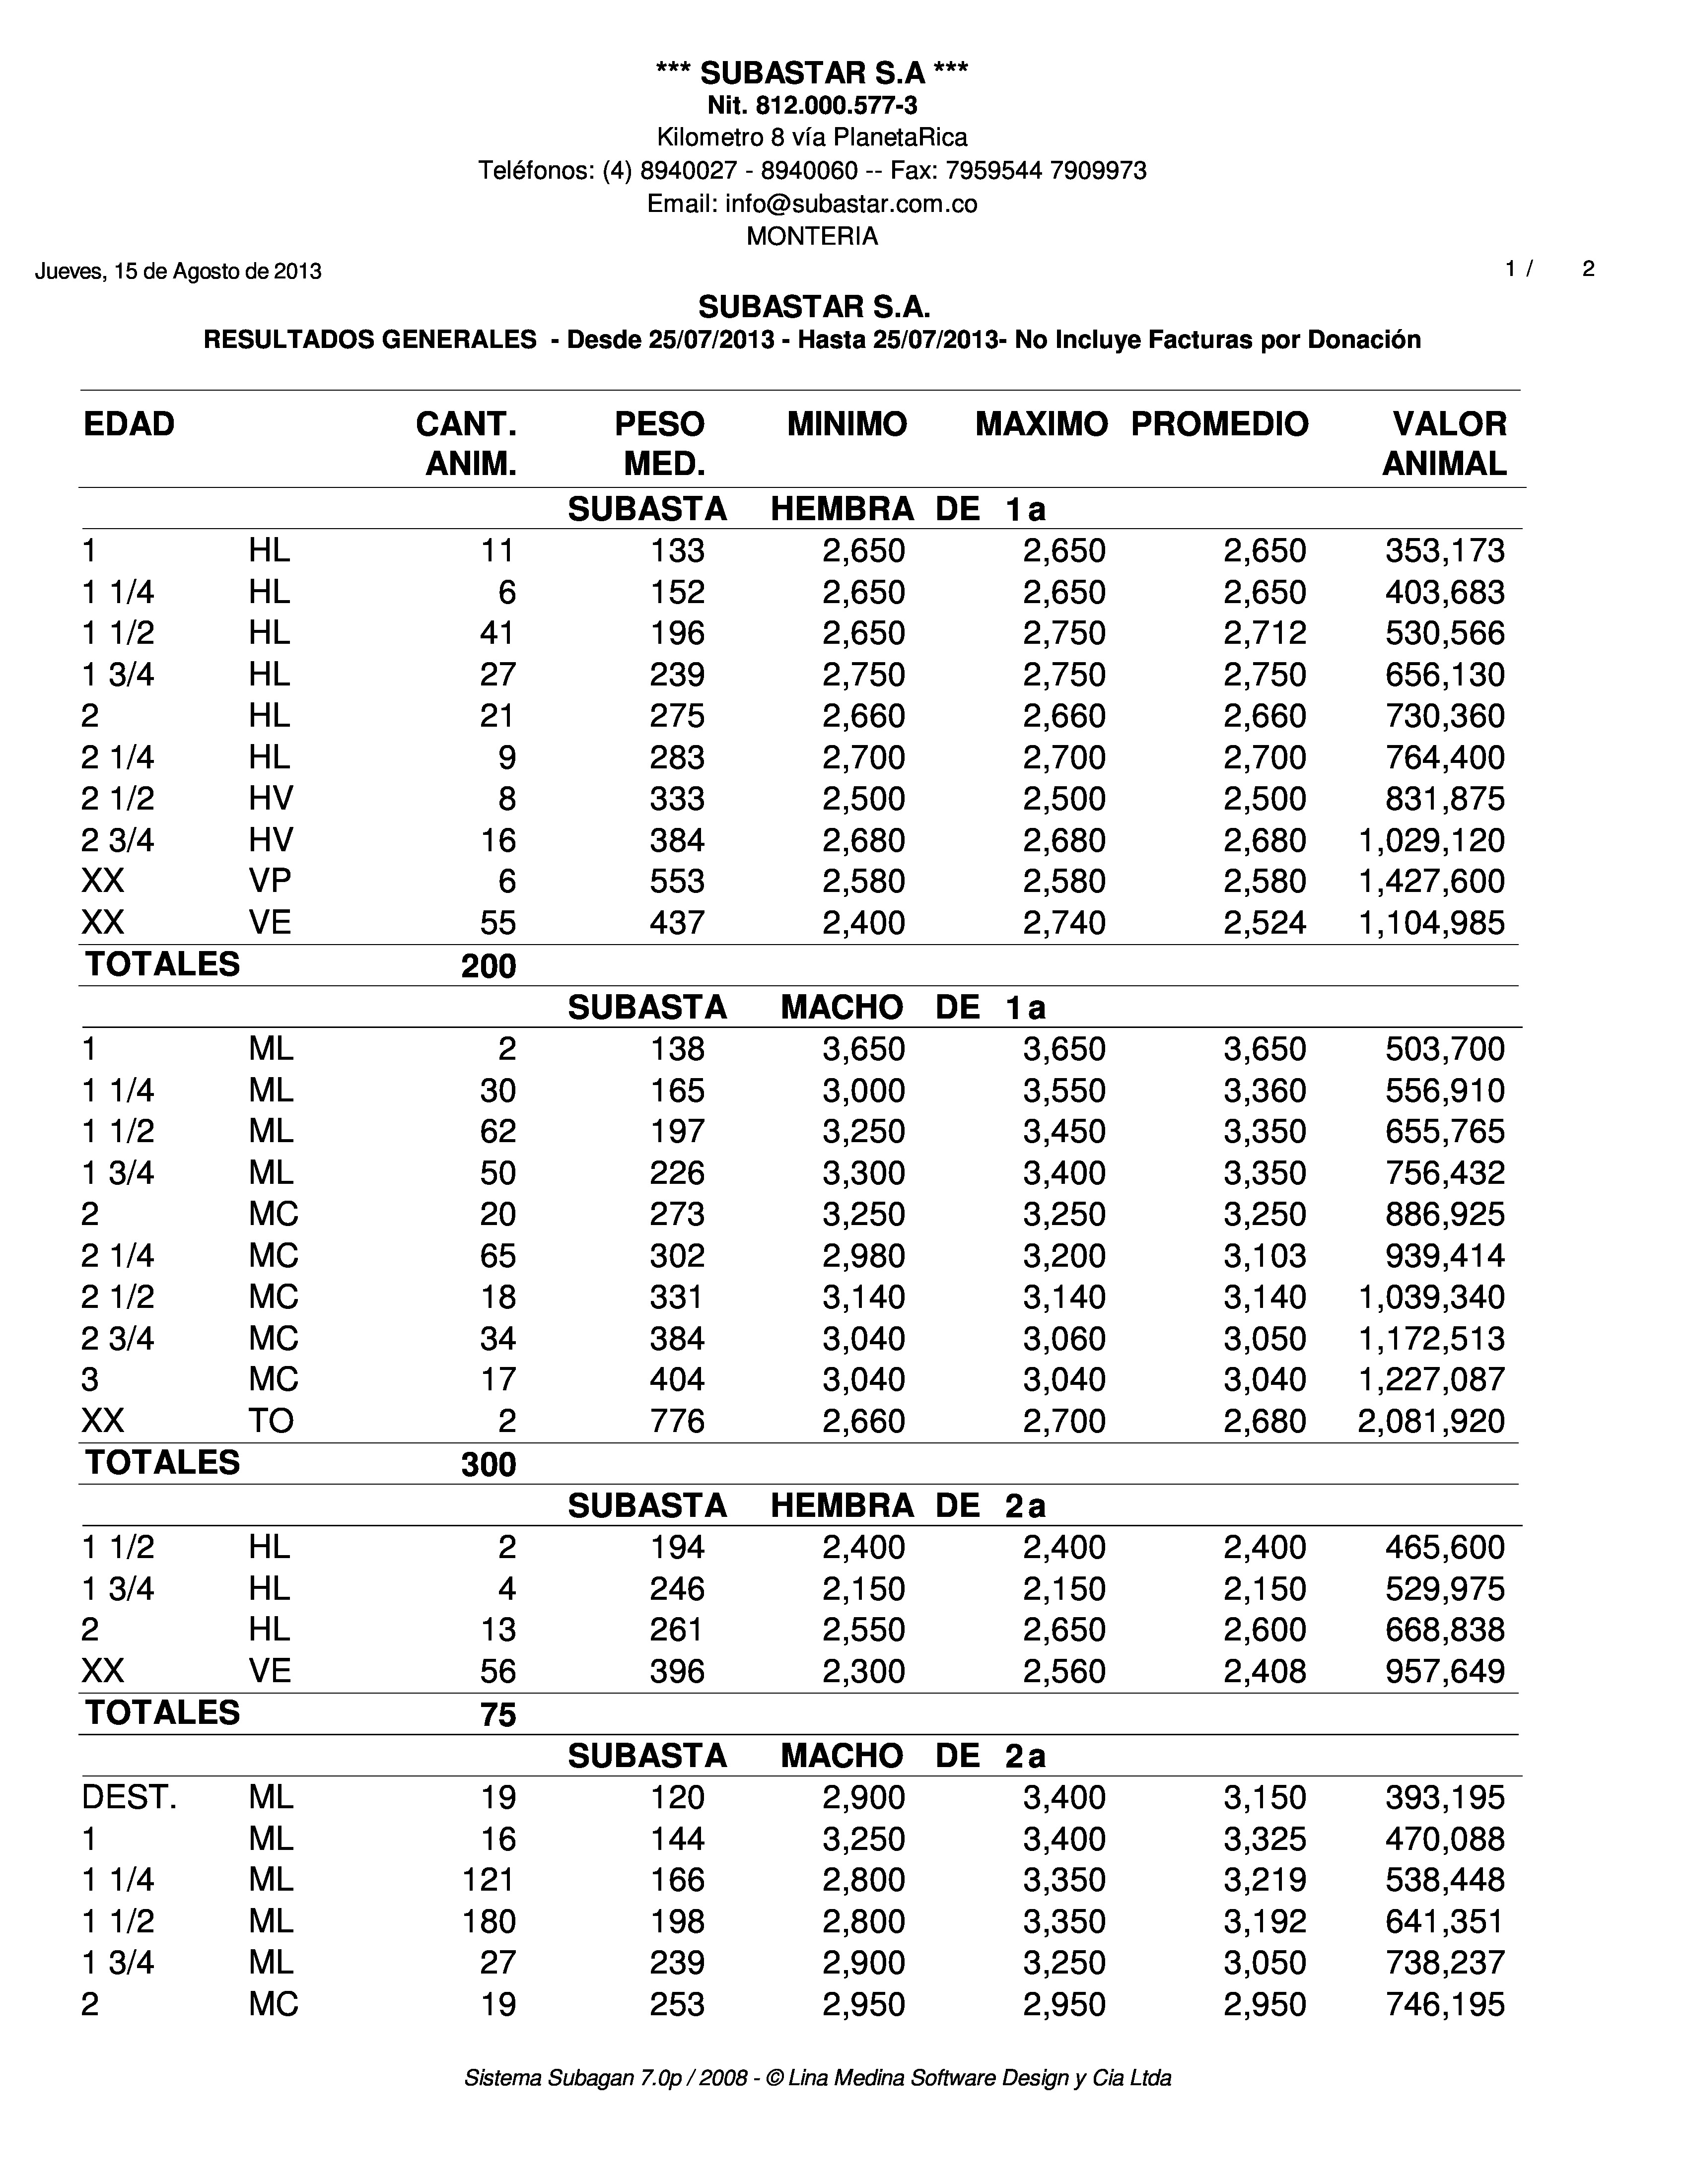 *** SUBASTAR S.A ***
Nit. 812.000.577-3
Kilometro 8 vía PlanetaRica
Teléfonos: (4) 8940027 - 8940060 -- Fax: 7959544 7909973
Email: info@subastar.com.co
MONTERIA
Jueves, 15 de Agosto de 2013 1 / 2
SUBASTAR S.A.
RESULTADOS GENERALES - Desde 25/07/2013 - Hasta 25/07/2013- No Incluye Facturas por Donación
EDAD CANT. PESO MINIMO MAXIMO PROMEDIO VALOR
ANIM. MED. ANIMAL
SUBASTA HEMBRA DE 1a
1 HL 11 133 2,650 2,650 2,650 353,173
1 1/4 HL 6 152 2,650 2,650 2,650 403,683
1 1/2 HL 41 196 2,650 2,750 2,712 530,566
1 3/4 HL 27 239 2,750 2,750 2,750 656,130
2 HL 21 275 2,660 2,660 2,660 730,360
2 1/4 HL 9 283 2,700 2,700 2,700 764,400
2 1/2 HV 8 333 2,500 2,500 2,500 831,875
2 3/4 HV 16 384 2,680 2,680 2,680 1,029,120
XX VP 6 553 2,580 2,580 2,580 1,427,600
XX VE 55 437 2,400 2,740 2,524 1,104,985
TOTALES 200
SUBASTA MACHO DE 1a
1 ML 2 138 3,650 3,650 3,650 503,700
1 1/4 ML 30 165 3,000 3,550 3,360 556,910
1 1/2 ML 62 197 3,250 3,450 3,350 655,765
1 3/4 ML 50 226 3,300 3,400 3,350 756,432
2 MC 20 273 3,250 3,250 3,250 886,925
2 1/4 MC 65 302 2,980 3,200 3,103 939,414
2 1/2 MC 18 331 3,140 3,140 3,140 1,039,340
2 3/4 MC 34 384 3,040 3,060 3,050 1,172,513
3 MC 17 404 3,040 3,040 3,040 1,227,087
XX TO 2 776 2,660 2,700 2,680 2,081,920
TOTALES 300
SUBASTA HEMBRA DE 2a
1 1/2 HL 2 194 2,400 2,400 2,400 465,600
1 3/4 HL 4 246 2,150 2,150 2,150 529,975
2 HL 13 261 2,550 2,650 2,600 668,838
XX VE 56 396 2,300 2,560 2,408 957,649
TOTALES 75
SUBASTA MACHO DE 2a
DEST. ML 19 120 2,900 3,400 3,150 393,195
1 ML 16 144 3,250 3,400 3,325 470,088
1 1/4 ML 121 166 2,800 3,350 3,219 538,448
1 1/2 ML 180 198 2,800 3,350 3,192 641,351
1 3/4 ML 27 239 2,900 3,250 3,050 738,237
2 MC 19 253 2,950 2,950 2,950 746,195
Sistema Subagan 7.0p / 2008 - © Lina Medina Software Design y Cia Ltda